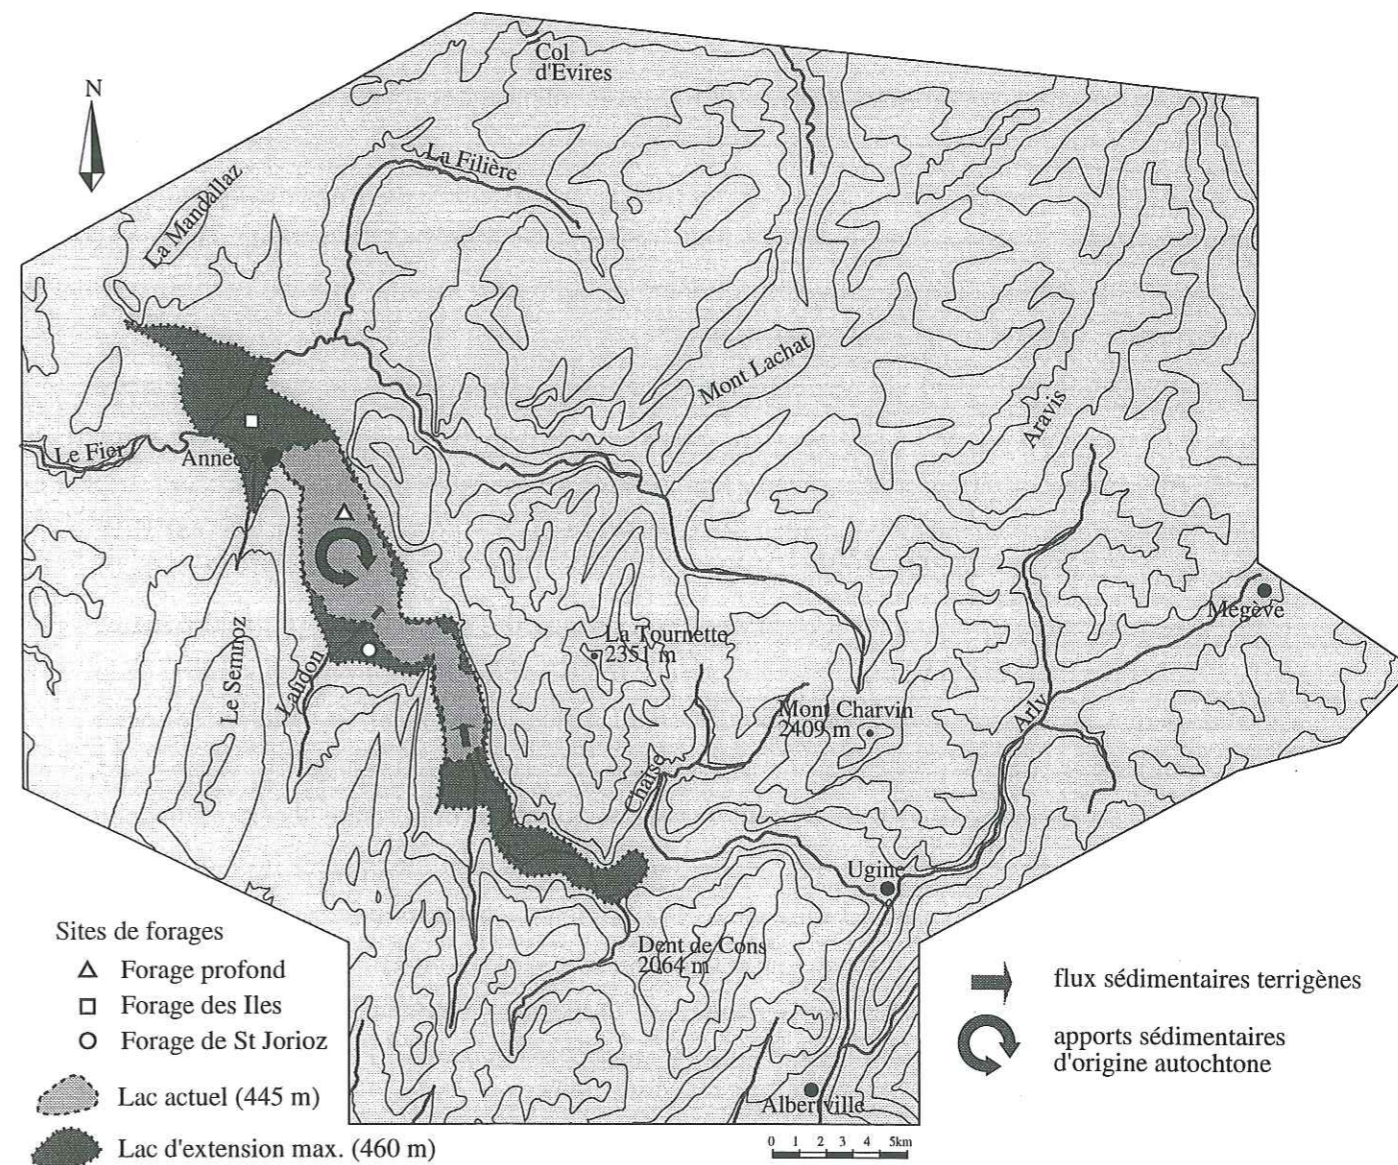 Col
d'Evires
N
La Filière
La Mandallaz
Mont Lachat
Aravis
Le Fier
Annecy
Megève
La Tournette
2351 m
Le Semnoz
Laudon
Mont Charvin
2409 m
Arly
Chaise
Ugine
Dent de Cons
2064 m
Albertville
Sites de forages
Forage profond
Forage des Iles
Forage de St Jorioz
Lac actuel (445 m)
Lac d'extension max. (460 m)
flux sédimentaires terrigènes
apports sédimentaires
d'origine autochtone
0 1 2 3 4 5km